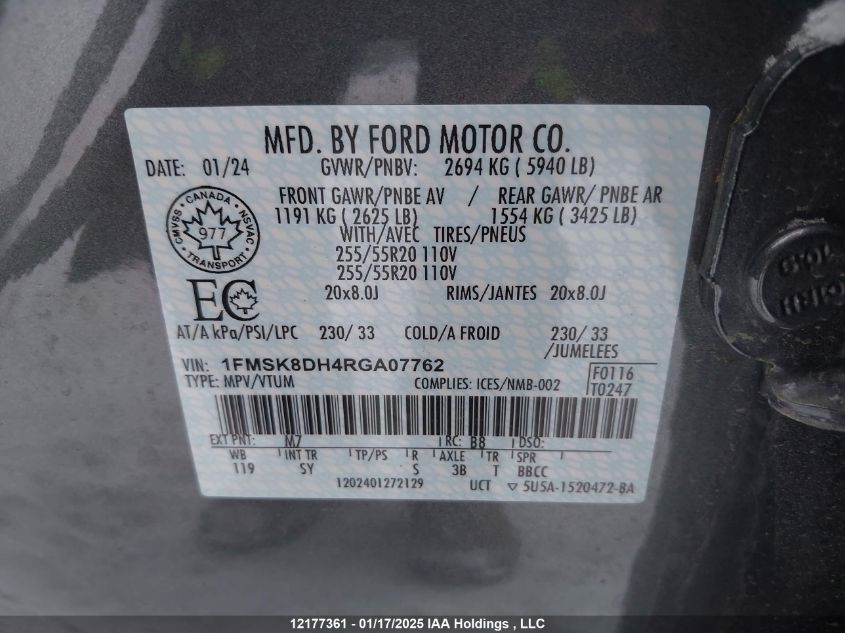 MFD. BY FORD MOTOR CO.
DATE: 01/24 GVWR/PNBV: 2694 KG ( 5940 LB)
FRONT GAWR/PNBE AV / REAR GAWR/ PNBE AR
1191 KG ( 2625 LB) 1554 KG ( 3425 LB)
WITH/AVEC TIRES/PNEUS
255/55R20 110V
255/55R20 110V
20x8.0J RIMS/JANTES 20x8.0J
CANADA
CMVSS NSVAC
977
TRANSPORT
EC
AT/A kPa/PSI/LPC 230/ 33 COLD/A FROID 230/ 33
/JUMELEES
VIN: 1FMSK8DH4RGA07762 F0116
TYPE: MPV/VTUM COMPLIES: ICES/NMB-002 T0247
EXT PNT: M7 RC: B8 DSO:
WB INT TR TP/PS R AXLE TR SPR
119 SY S 3B T BBCC
1202401272129 UCT 5U5A-1520472-BA
12177361 - 01/17/2025 IAA Holdings , LLC